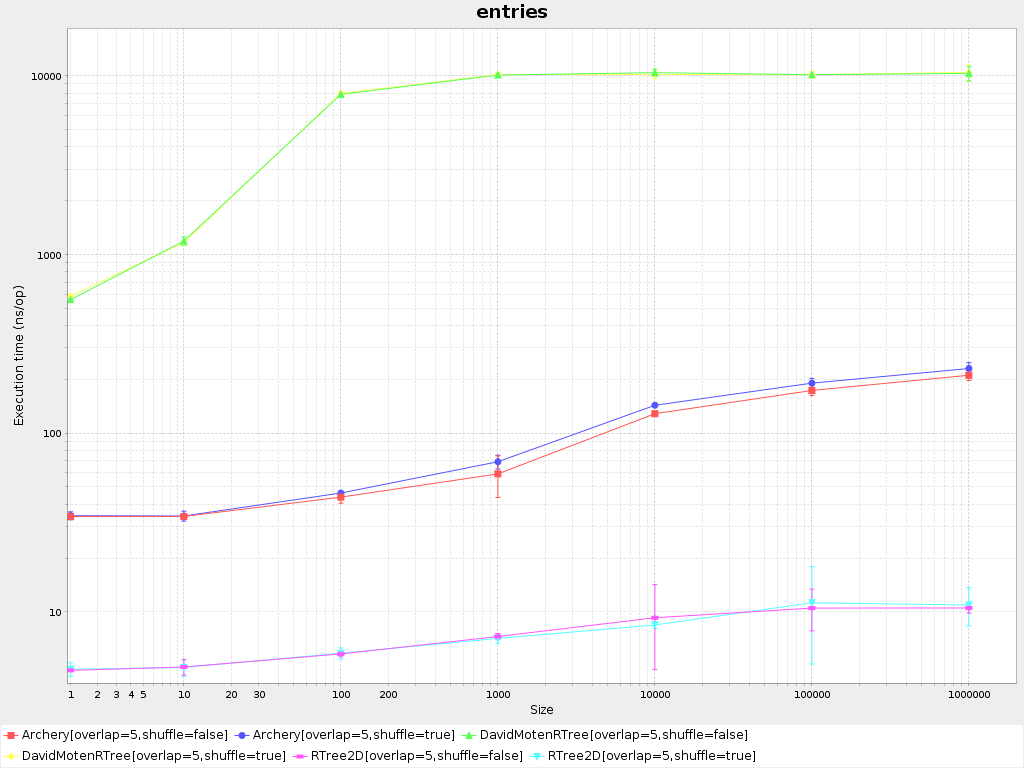 entries
Execution time (ns/op)
10000
1000
100
10
1 2 3 4 5 10 20 30 100 200 1000 10000 100000 1000000
Size
Archery[overlap=5,shuffle=false] Archery[overlap=5,shuffle=true] DavidMotenRTree[overlap=5,shuffle=false]
DavidMotenRTree[overlap=5,shuffle=true] RTree2D[overlap=5,shuffle=false] RTree2D[overlap=5,shuffle=true]